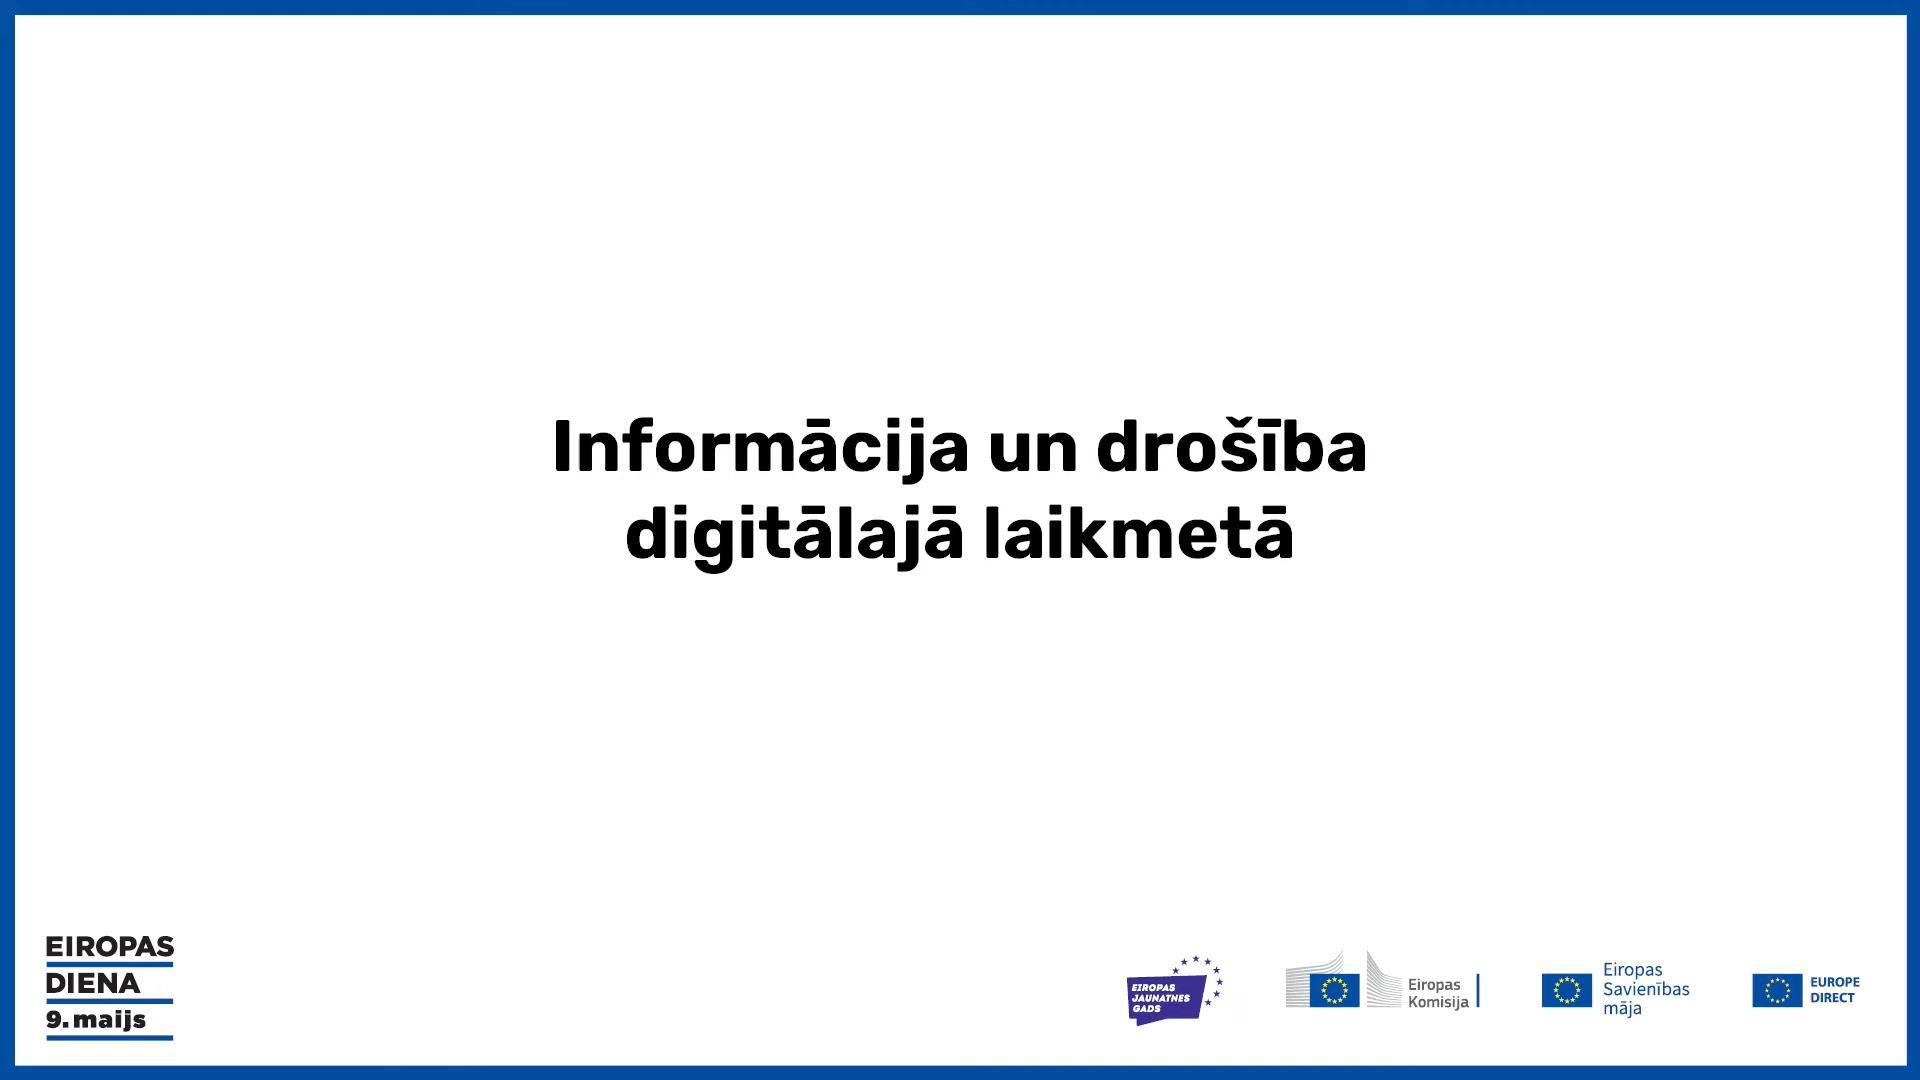 Informācija un drošība
digitālajā laikmetā
EIROPAS
DIENA
9. maijs
EIROPAS
JAUNATNES
GADS
Eiropas
Komisija
Eiropas
Savienības
māja
EUROPE
DIRECT